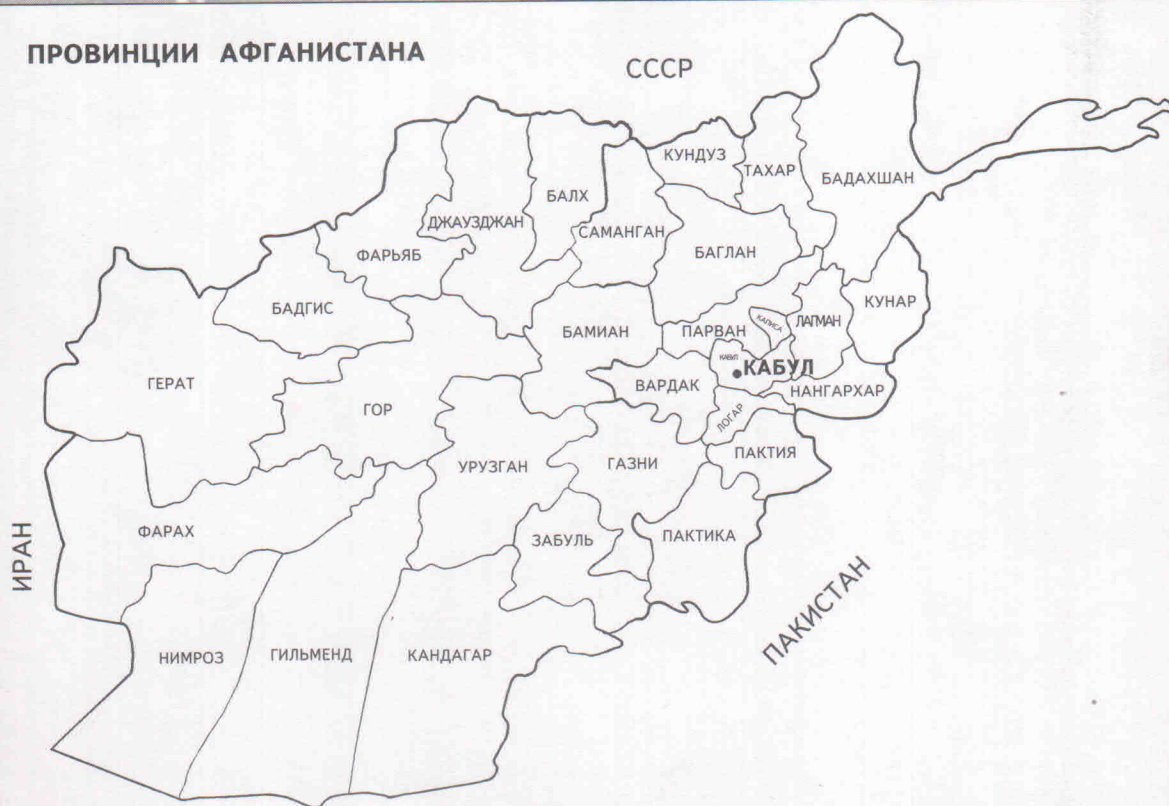 ПРОВИНЦИИ АФГАНИСТАНА
СССР
КУНДУЗ
ТАХАР
БАДАХШАН
БАЛХ
ДЖАУЗДЖАН
САМАНГАН
ФАРЬЯБ
БАГЛАН
БАДГИС
КУНАР
БАМИАН
ПАРВАН
КАПИСА
ЛАГМАН
КАБУЛ
КАБУЛ
ГЕРАТ
ВАРДАК
НАНГАРХАР
ГОР
ЛОГАР
УРУЗГАН
ГАЗНИ
ПАКТИЯ
ФАРАХ
ЗАБУЛЬ
ПАКТИКА
ИРАН
ПАКИСТАН
НИМРОЗ
ГИЛЬМЕНД
КАНДАГАР